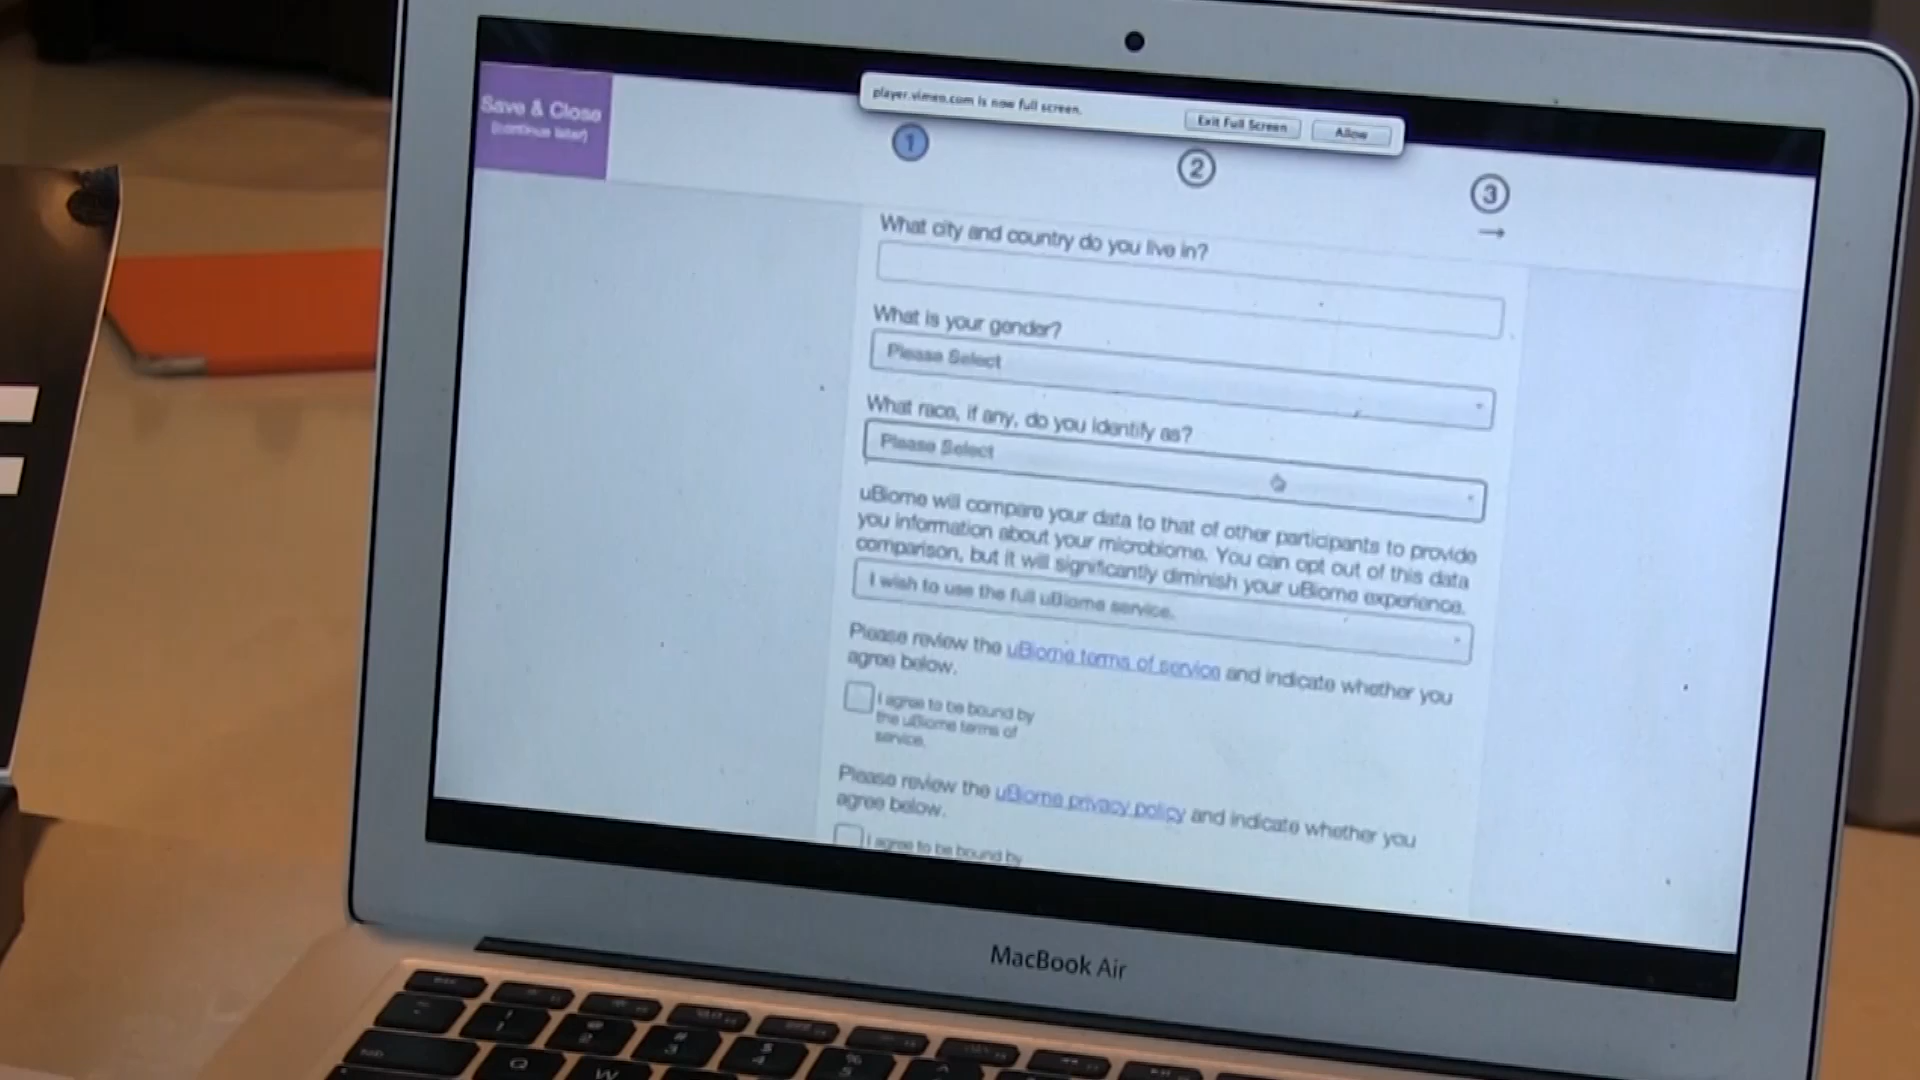 player.vimeo.com is now full screen.
Exit Full Screen
Allow
Save & Close
(continue later)
1
2
3
→
What city and country do you live in?
What is your gender?
Please Select
What race, if any, do you identify as?
Please Select
uBiome will compare your data to that of other participants to provide
you information about your microbiome. You can opt out of this data
comparison, but it will significantly diminish your uBiome experience.
I wish to use the full uBiome service.
Please review the uBiome terms of service and indicate whether you
agree below.
I agree to be bound by
the uBiome terms of
service.
Please review the uBiome privacy policy and indicate whether you
agree below.
I agree to be bound by
MacBook Air
tab
Q
W